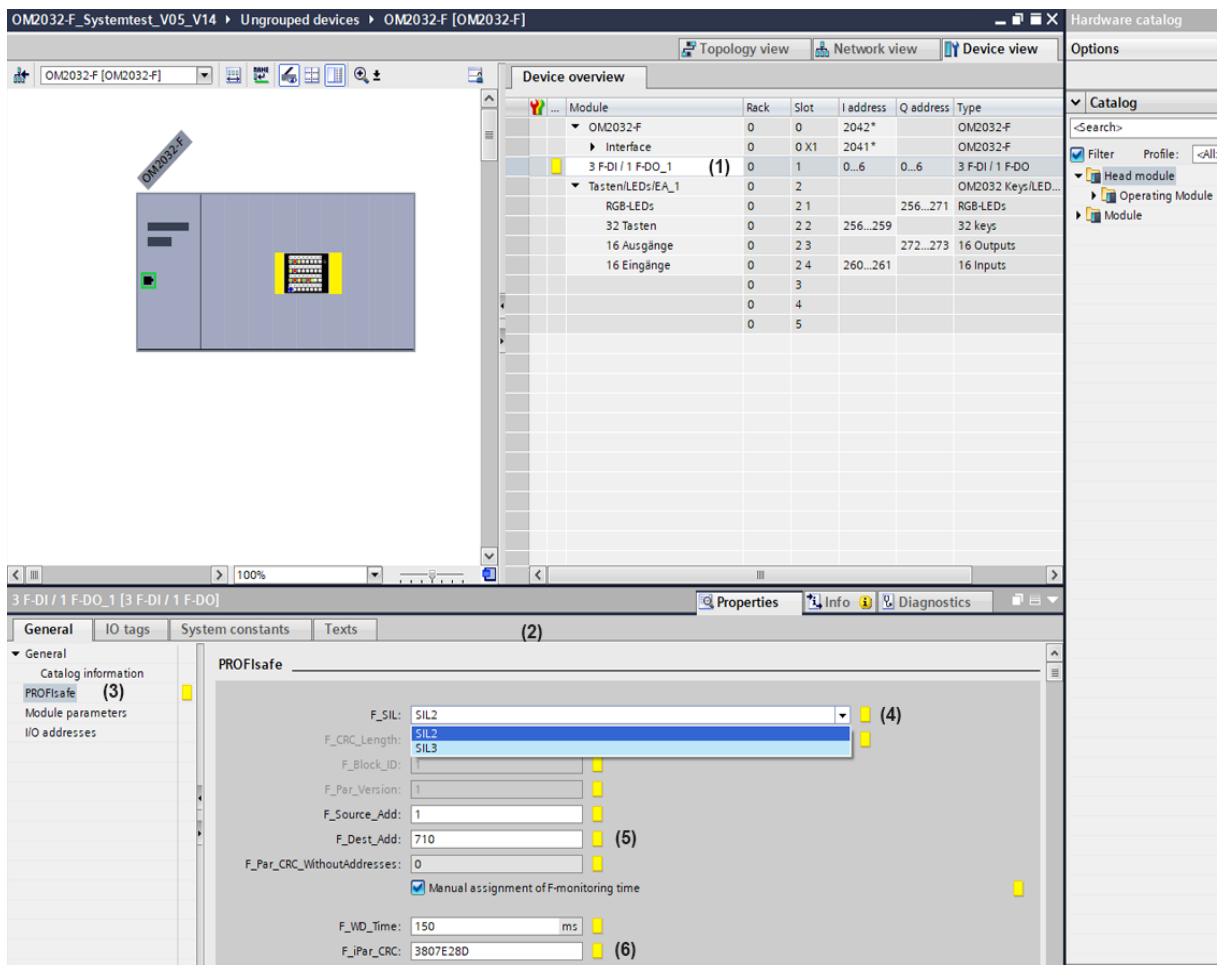 OM2032-F_Systemtest_V05_V14 ▸ Ungrouped devices ▸ OM2032-F [OM2032-F]
Hardware catalog
Topology view Network view Device view
Options
OM2032-F [OM2032-F]
Device overview
... Module Rack Slot I address Q address Type
OM2032-F 0 0 2042* OM2032-F
Interface 0 0 X1 2041* OM2032-F
3 F-DI / 1 F-DO_1 (1) 0 1 0...6 0...6 3 F-DI / 1 F-DO
Tasten/LEDs/EA_1 0 2 OM2032 Keys/LED...
RGB-LEDs 0 2 1 256...271 RGB-LEDs
32 Tasten 0 2 2 256...259 32 keys
16 Ausgänge 0 2 3 272...273 16 Outputs
16 Eingänge 0 2 4 260...261 16 Inputs
0 3
0 4
0 5
OM2032-F
100%
Catalog
<Search>
Filter Profile: <All>
Head module
Operating Module
Module
3 F-DI / 1 F-DO_1 [3 F-DI / 1 F-DO]
Properties Info Diagnostics
General IO tags System constants Texts (2)
General
Catalog information
PROFIsafe (3)
Module parameters
I/O addresses
PROFIsafe
F_SIL: SIL2 (4)
SIL2
SIL3
F_CRC_Length:
F_Block_ID: 1
F_Par_Version: 1
F_Source_Add: 1
F_Dest_Add: 710 (5)
F_Par_CRC_WithoutAddresses: 0
Manual assignment of F-monitoring time
F_WD_Time: 150 ms
F_iPar_CRC: 3807E28D (6)